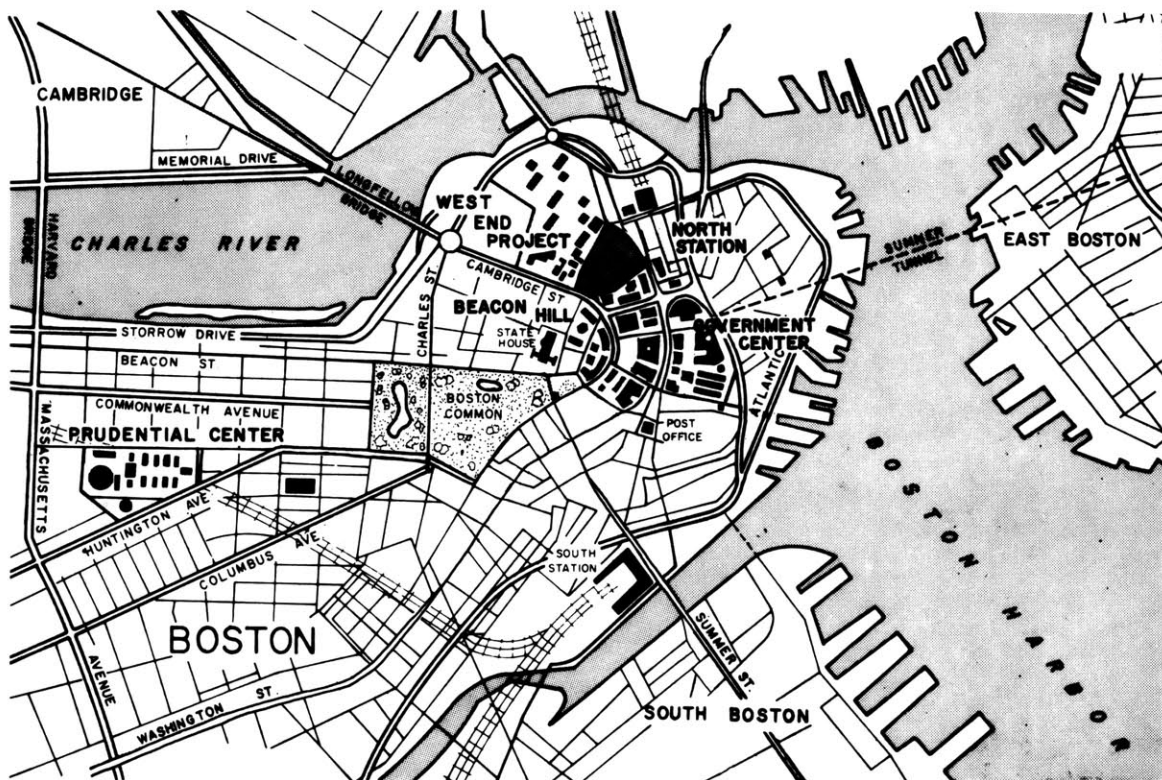 CAMBRIDGE
MEMORIAL DRIVE
LONGFELLOW
BRIDGE
WEST
END
PROJECT
NORTH
STATION
HARVARD
BRIDGE
CHARLES RIVER
SUMNER
TUNNEL
EAST BOSTON
CAMBRIDGE ST
CHARLES ST.
BEACON
HILL
STATE
HOUSE
GOVERNMENT
CENTER
STORROW DRIVE
BEACON ST
COMMONWEALTH AVENUE
BOSTON
COMMON
ATLANTIC
POST
OFFICE
PRUDENTIAL CENTER
MASSACHUSETTS
AVENUE
HUNTINGTON AVE
COLUMBUS AVE
SOUTH
STATION
BOSTON
WASHINGTON ST.
SUMMER ST.
SOUTH BOSTON
BOSTON HARBOR